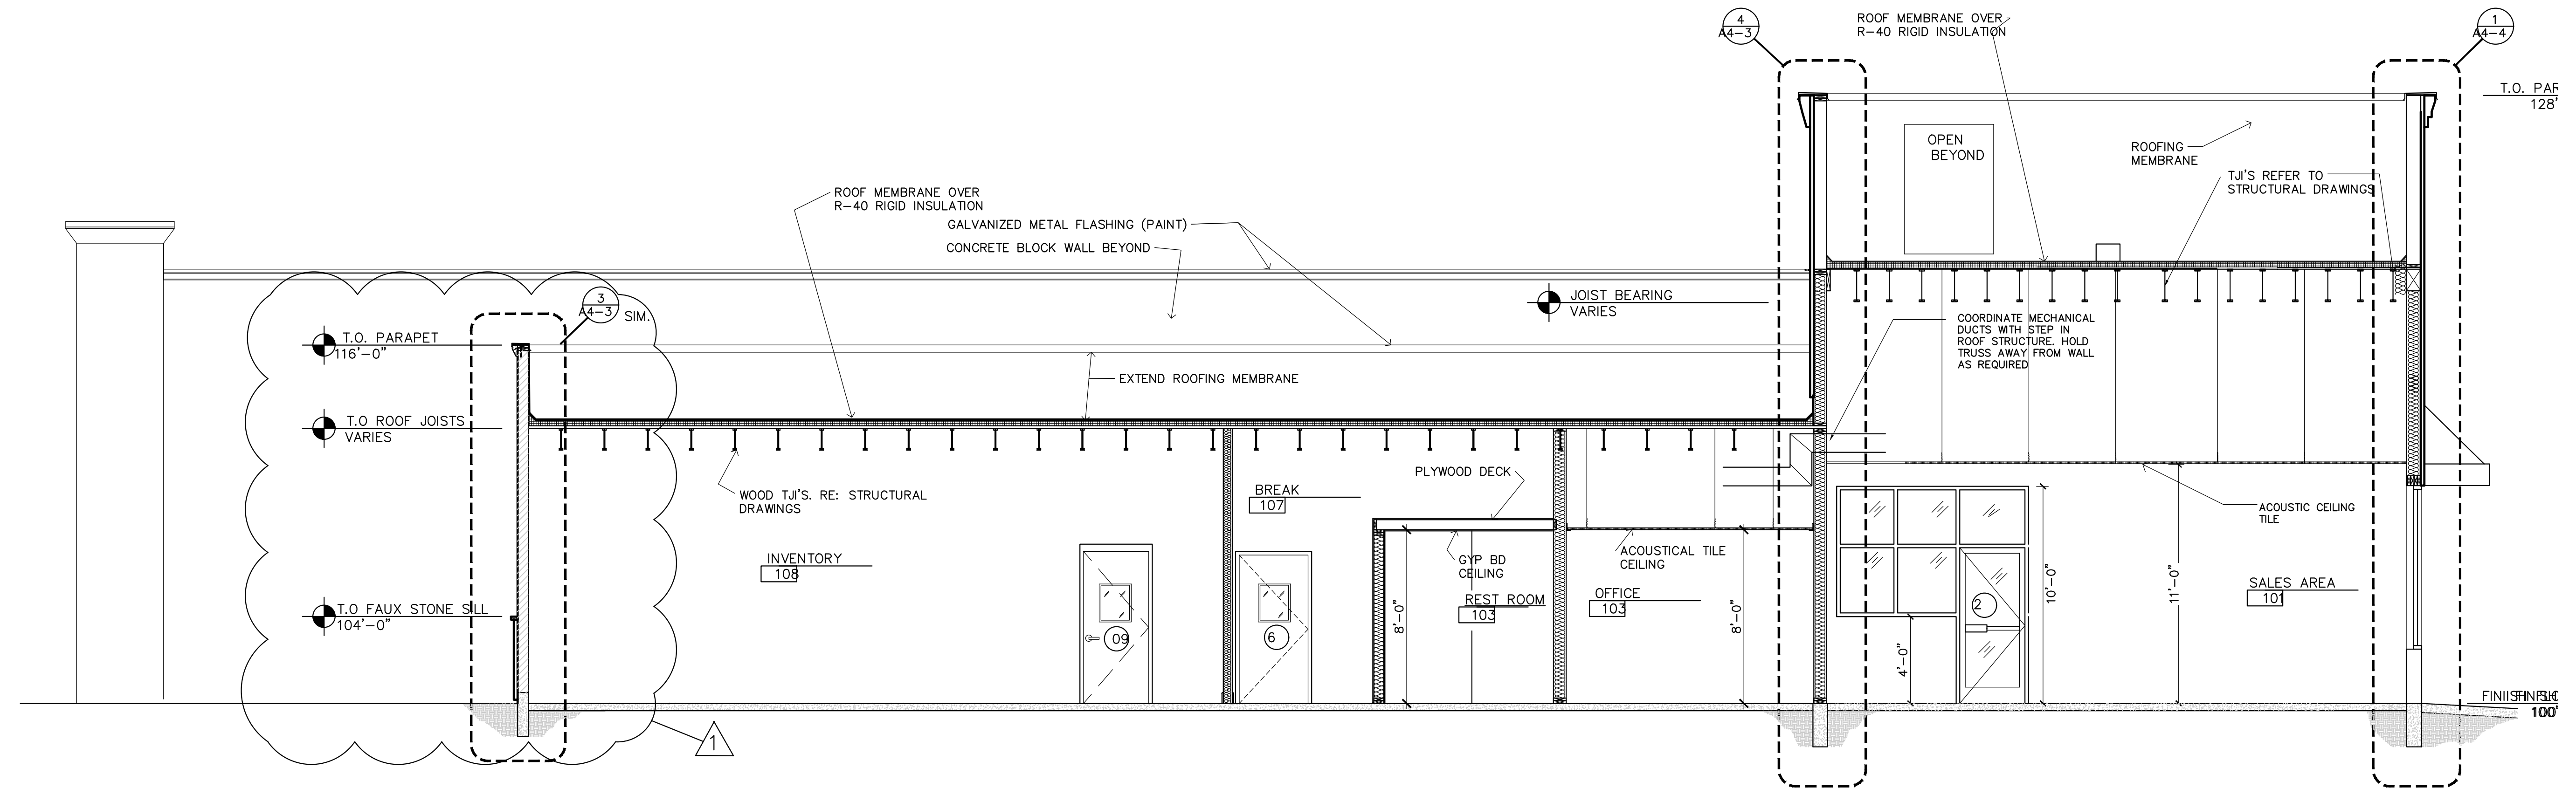 4
A4-3
ROOF MEMBRANE OVER
R-40 RIGID INSULATION
1
A4-4
T.O. PAR
128'
OPEN
BEYOND
ROOFING
MEMBRANE
TJI'S REFER TO
STRUCTURAL DRAWINGS
ROOF MEMBRANE OVER
R-40 RIGID INSULATION
GALVANIZED METAL FLASHING (PAINT)
CONCRETE BLOCK WALL BEYOND
3
A4-3
SIM.
JOIST BEARING
VARIES
COORDINATE MECHANICAL
DUCTS WITH STEP IN
ROOF STRUCTURE. HOLD
TRUSS AWAY FROM WALL
AS REQUIRED
T.O. PARAPET
116'-0"
EXTEND ROOFING MEMBRANE
T.O ROOF JOISTS
VARIES
PLYWOOD DECK
WOOD TJI'S. RE: STRUCTURAL
DRAWINGS
BREAK
107
ACOUSTIC CEILING
TILE
INVENTORY
108
GYP BD
CEILING
ACOUSTICAL TILE
CEILING
REST ROOM
103
OFFICE
103
SALES AREA
101
T.O FAUX STONE SILL
104'-0"
09
6
8'-0"
8'-0"
2
4'-0"
10'-0"
11'-0"
100'
1